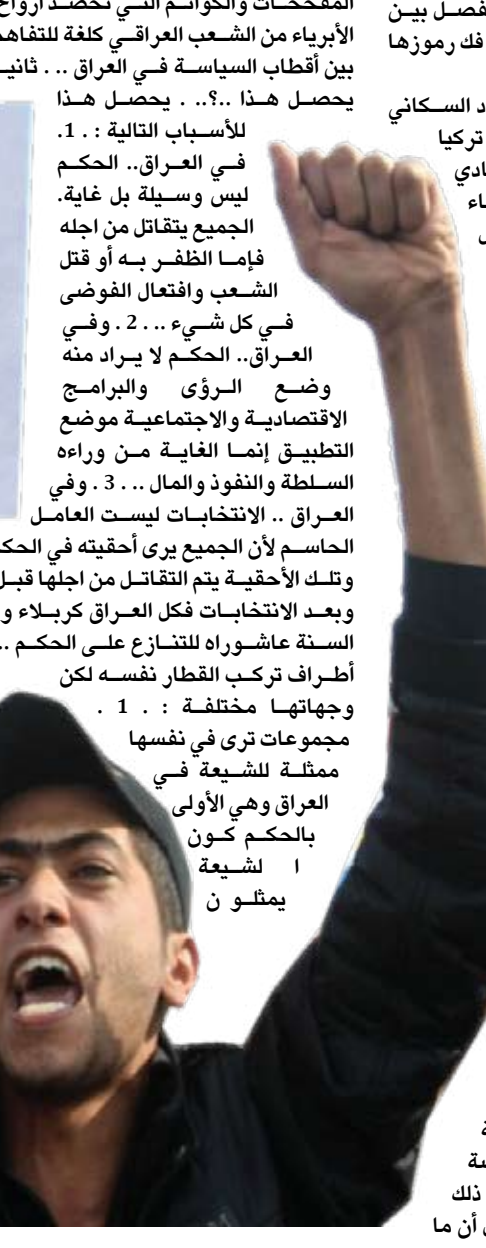 بين
فك رموزها
السكاني
تركيا
ذلك
أن ما
المفخخات والكواتم التي تحصد ارواح
الأبرياء من الشعب العراقي كلغة للتفاهم
بين أقطاب السياسة في العراق .. . ثانيا
يحصل هذا ..؟.. . يحصل هذا
للأسباب التالية : . 1.
في العراق.. الحكم
ليس وسيلة بل غاية.
الجميع يتقاتل من اجله
فإما الظفر به أو قتل
الشعب وافتعال الفوضى
في كل شيء .. . 2 . وفي
العراق.. الحكم لا يراد منه
وضع الرؤى والبرامج
الاقتصادية والاجتماعية موضع
التطبيق إنما الغاية من وراءه
السلطة والنفوذ والمال .. . 3 . وفي
العراق .. الانتخابات ليست العامل
الحاسم لأن الجميع يرى أحقيته في الحك
وتلك الأحقية يتم التقاتل من اجلها قبل
وبعد الانتخابات فكل العراق كربلاء و
السنة عاشوراه للتنازع على الحكم ..
أطراف تركب القطار نفسه لكن
وجهاتها مختلفة : . 1 .
مجموعات ترى في نفسها
ممثلة للشيعة في
العراق وهي الأولى
بالحكم كون
ا لشيعة
يمثلو ن